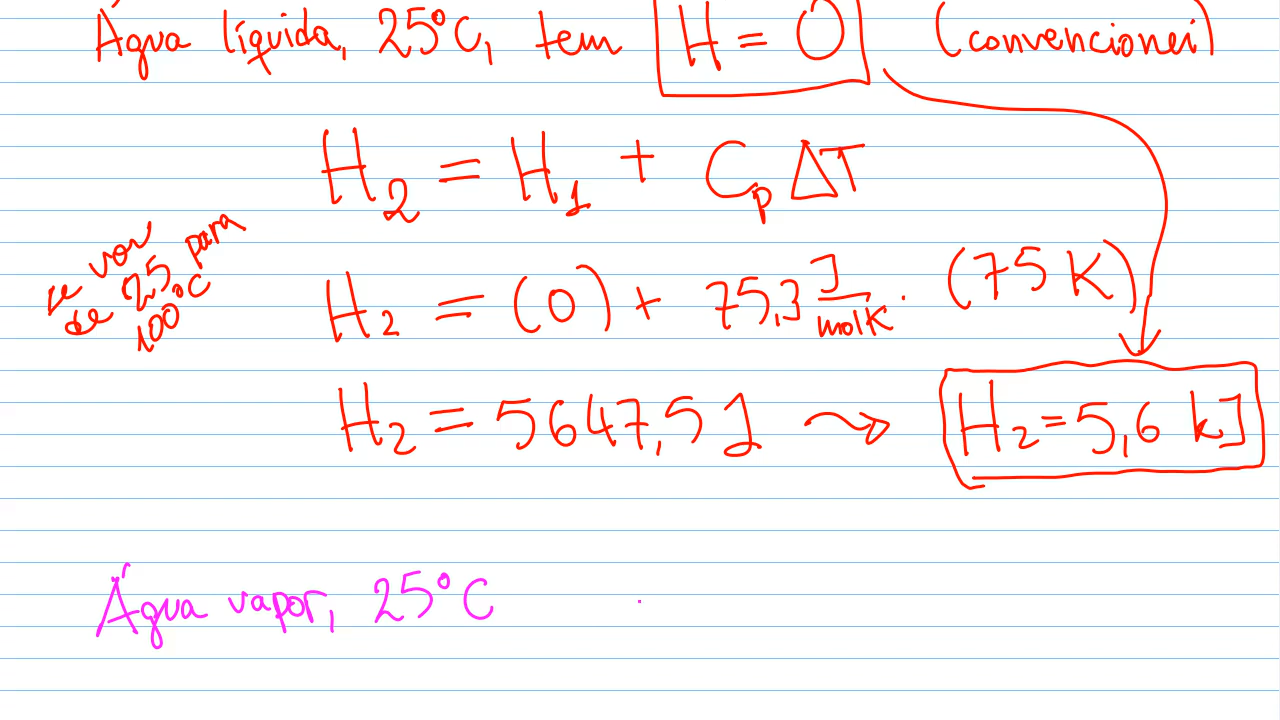 Água líquida, 25°C, tem H = 0 (convencionei)
H₂ = H₁ + Cp ΔT
se vou
de 25 para
100°C
H₂ = (0) + 75,3 J/molK · (75 K)
H₂ = 5647,5 J ⇝ H₂ = 5,6 kJ
Água vapor, 25°C